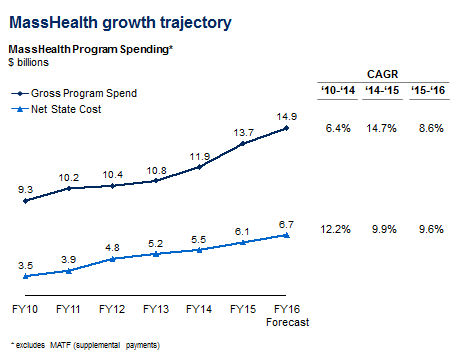 MassHealth growth trajectory
MassHealth Program Spending*
$ billions
CAGR
Gross Program Spend
Net State Cost
‘10-‘14 ‘14-‘15 ‘15-‘16
9.3 10.2 10.4 10.8 11.9 13.7 14.9
6.4% 14.7% 8.6%
3.5 3.9 4.8 5.2 5.5 6.1 6.7
12.2% 9.9% 9.6%
FY10 FY11 FY12 FY13 FY14 FY15 FY16
Forecast
* excludes MATF (supplemental payments)